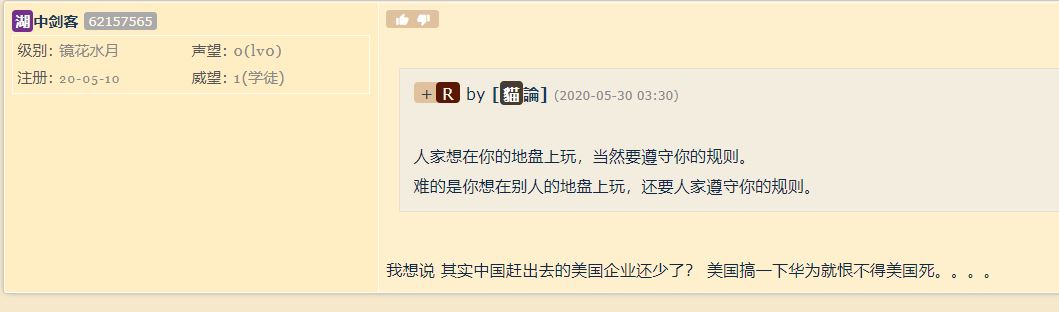 湖中剑客 62157565
级别: 镜花水月 声望: 0(lv0)
注册: 20-05-10 威望: 1(学徒)
+ R by [貓論] (2020-05-30 03:30)
人家想在你的地盘上玩，当然要遵守你的规则。
难的是你想在别人的地盘上玩，还要人家遵守你的规则。
我想说 其实中国赶出去的美国企业还少了？ 美国搞一下华为就恨不得美国死。。。。